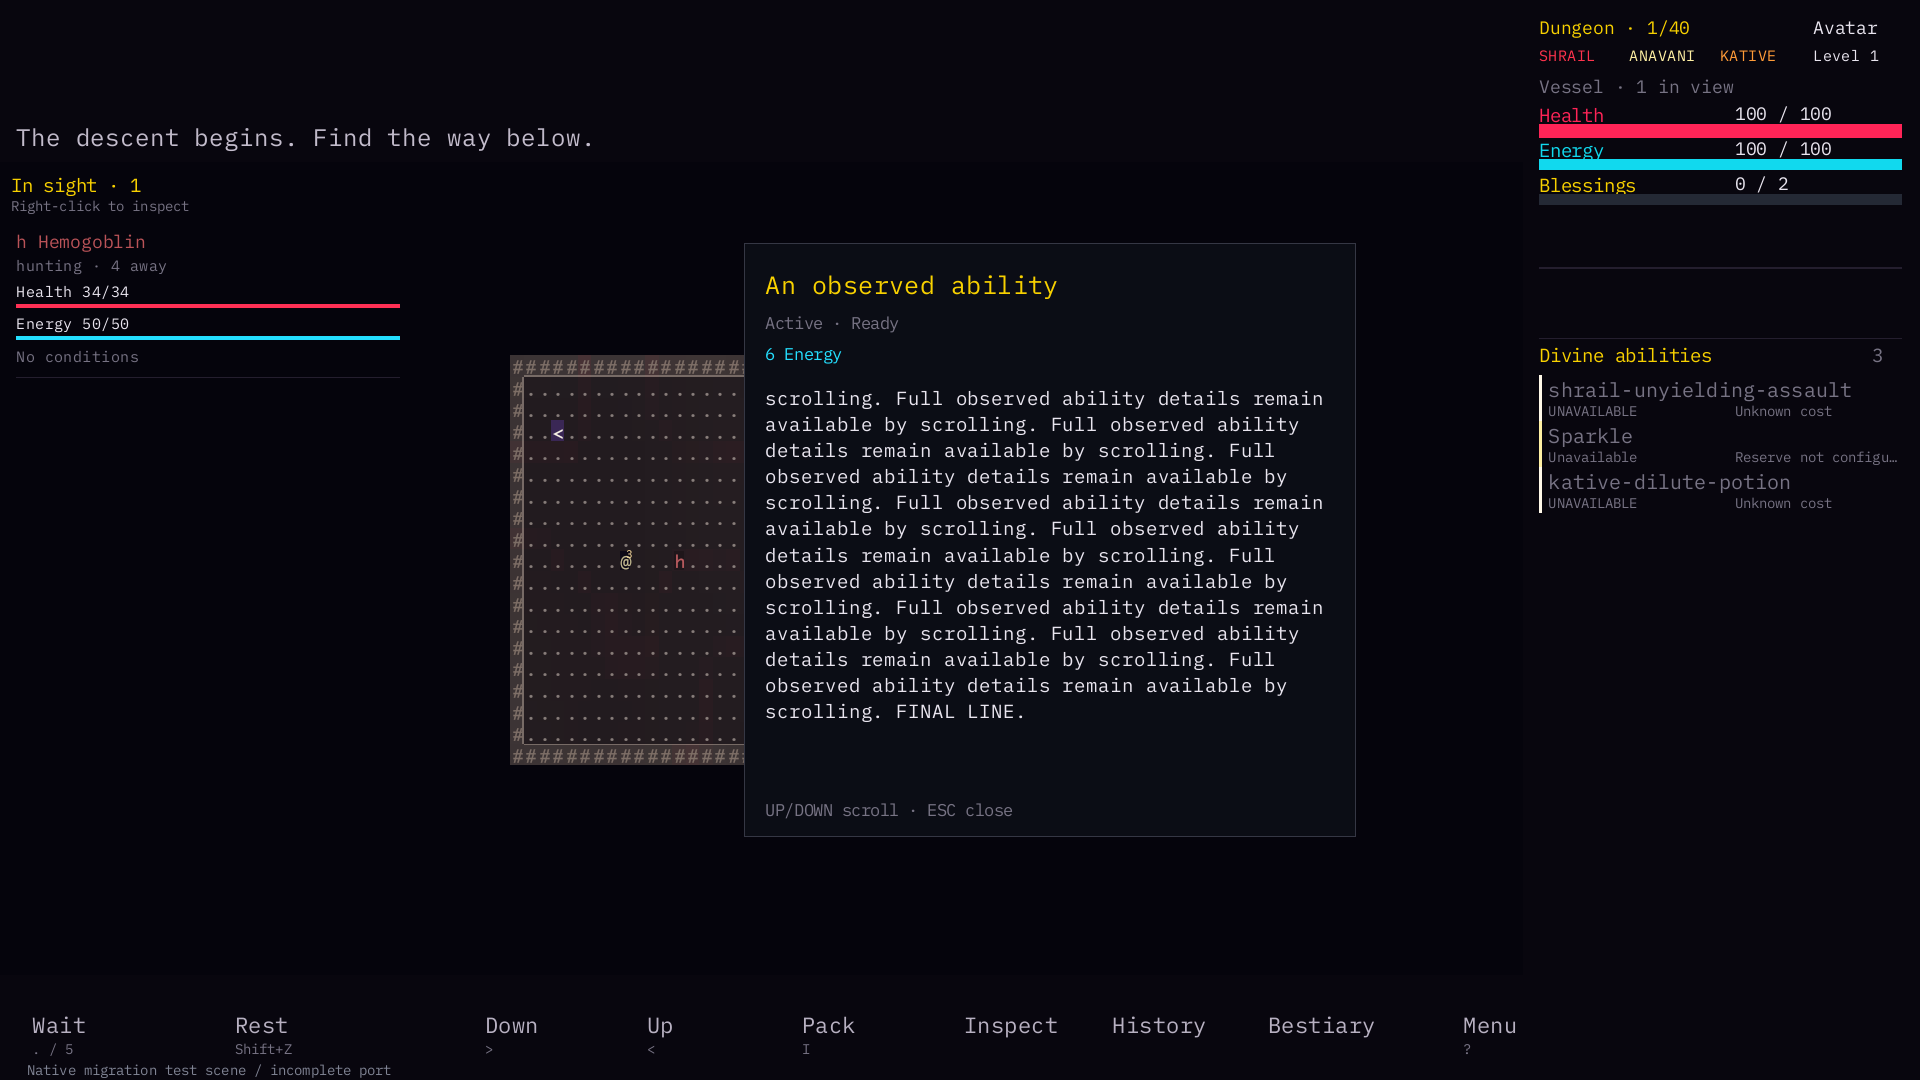 The descent begins. Find the way below.
In sight · 1
Right-click to inspect
h Hemogoblin
hunting · 4 away
Health 34/34
Energy 50/50
No conditions
An observed ability
Active · Ready
6 Energy
scrolling. Full observed ability details remain
available by scrolling. Full observed ability
details remain available by scrolling. Full
observed ability details remain available by
scrolling. Full observed ability details remain
available by scrolling. Full observed ability
details remain available by scrolling. Full
observed ability details remain available by
scrolling. Full observed ability details remain
available by scrolling. Full observed ability
details remain available by scrolling. Full
observed ability details remain available by
scrolling. FINAL LINE.
UP/DOWN scroll · ESC close
Dungeon · 1/40 Avatar
SHRAIL ANAVANI KATIVE Level 1
Vessel · 1 in view
Health 100 / 100
Energy 100 / 100
Blessings 0 / 2
Divine abilities 3
shrail-unyielding-assault
UNAVAILABLE Unknown cost
Sparkle
Unavailable Reserve not configu…
kative-dilute-potion
UNAVAILABLE Unknown cost
Wait Rest Down Up Pack Inspect History Bestiary Menu
. / 5 Shift+Z > < I ?
Native migration test scene / incomplete port